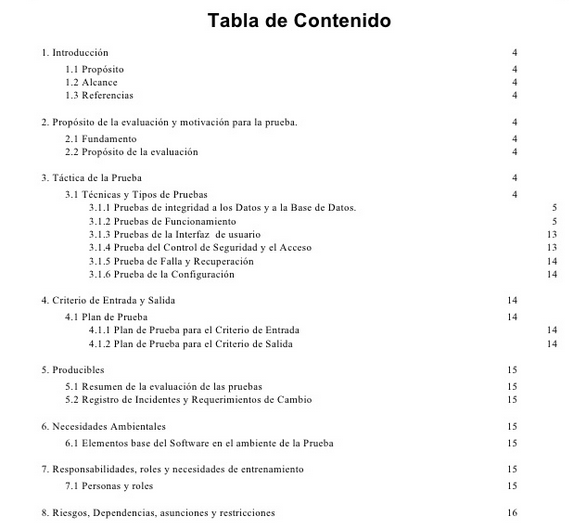 Tabla de Contenido
1. Introducción 4
1.1 Propósito 4
1.2 Alcance 4
1.3 Referencias 4
2. Propósito de la evaluación y motivación para la prueba. 4
2.1 Fundamento 4
2.2 Propósito de la evaluación 4
3. Táctica de la Prueba 4
3.1 Técnicas y Tipos de Pruebas 4
3.1.1 Pruebas de integridad a los Datos y a la Base de Datos. 5
3.1.2 Pruebas de Funcionamiento 5
3.1.3 Pruebas de la Interfaz de usuario 13
3.1.4 Prueba del Control de Seguridad y el Acceso 13
3.1.5 Prueba de Falla y Recuperación 14
3.1.6 Prueba de la Configuración 14
4. Criterio de Entrada y Salida 14
4.1 Plan de Prueba 14
4.1.1 Plan de Prueba para el Criterio de Entrada 14
4.1.2 Plan de Prueba para el Criterio de Salida 14
5. Producibles 15
5.1 Resumen de la evaluación de las pruebas 15
5.2 Registro de Incidentes y Requerimientos de Cambio 15
6. Necesidades Ambientales 15
6.1 Elementos base del Software en el ambiente de la Prueba 15
7. Responsabilidades, roles y necesidades de entrenamiento 15
7.1 Personas y roles 15
8. Riesgos, Dependencias, asunciones y restricciones 16